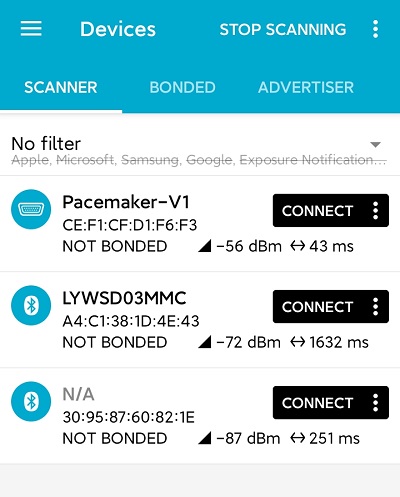 Devices STOP SCANNING
SCANNER BONDED ADVERTISER
No filter
Apple, Microsoft, Samsung, Google, Exposure Notification...
Pacemaker-V1
CONNECT
CE:F1:CF:D1:F6:F3
NOT BONDED -56 dBm ↔ 43 ms
LYWSD03MMC
CONNECT
A4:C1:38:1D:4E:43
NOT BONDED -72 dBm ↔ 1632 ms
N/A
CONNECT
30:95:87:60:82:1E
NOT BONDED -87 dBm ↔ 251 ms